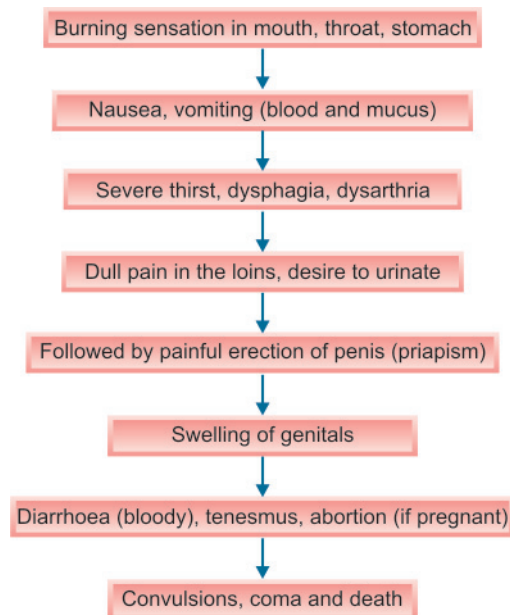 Burning sensation in mouth, throat, stomach
Nausea, vomiting (blood and mucus)
Severe thirst, dysphagia, dysarthria
Dull pain in the loins, desire to urinate
Followed by painful erection of penis (priapism)
Swelling of genitals
Diarrhoea (bloody), tenesmus, abortion (if pregnant)
Convulsions, coma and death